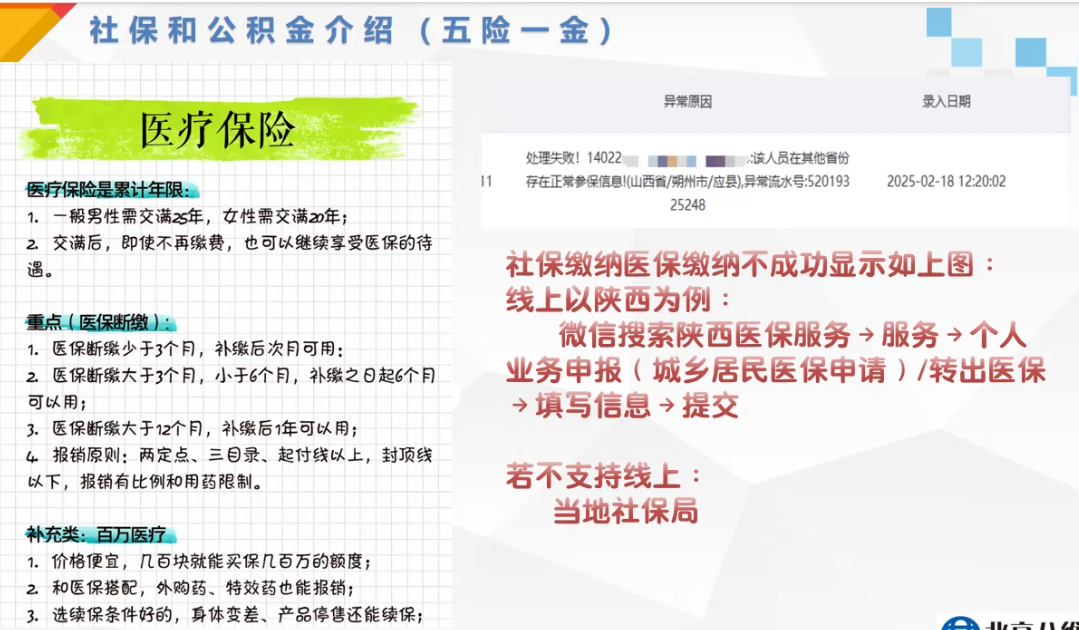 社保和公积金介绍（五险一金）
医疗保险
医疗保险是累计年限：
1. 一般男性需交满25年，女性需交满20年；
2. 交满后，即使不再缴费，也可以继续享受医保的待
遇。
重点（医保断缴）：
1. 医保断缴少于3个月，补缴后次月可用；
2. 医保断缴大于3个月，小于6个月，补缴之日起6个月
可以用；
3. 医保断缴大于12个月，补缴后1年可以用；
4. 报销原则：两定点、三目录、起付线以上，封顶线
以下，报销有比例和用药限制。
补充类：百万医疗
1. 价格便宜，几百块就能买保几百万的额度；
2. 和医保搭配，外购药、特效药也能报销；
3. 选续保条件好的，身体变差、产品停售还能续保；
异常原因 录入日期
处理失败！14022 :该人员在其他省份
11 存在正常参保信息!(山西省/朔州市/应县),异常流水号:520193 2025-02-18 12:20:02
25248
社保缴纳医保缴纳不成功显示如上图：
线上以陕西为例：
微信搜索陕西医保服务→服务→个人
业务申报（城乡居民医保申请）/转出医保
→填写信息→提交
若不支持线上：
当地社保局